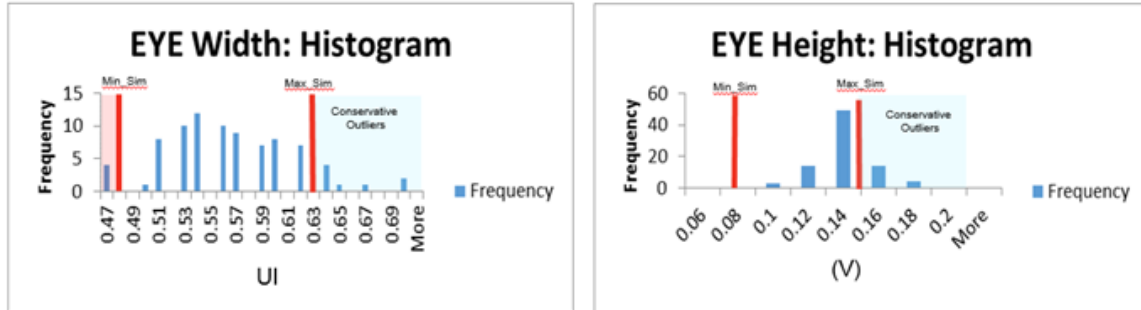 EYE Width: Histogram
Min_Sim
Max_Sim
Conservative
Outliers
15
10
5
0
Frequency
0.47
0.49
0.51
0.53
0.55
0.57
0.59
0.61
0.63
0.65
0.67
0.69
More
UI
Frequency
EYE Height: Histogram
Min_Sim
Max_Sim
Conservative
Outliers
60
40
20
0
Frequency
0.06
0.08
0.1
0.12
0.14
0.16
0.18
0.2
More
(V)
Frequency